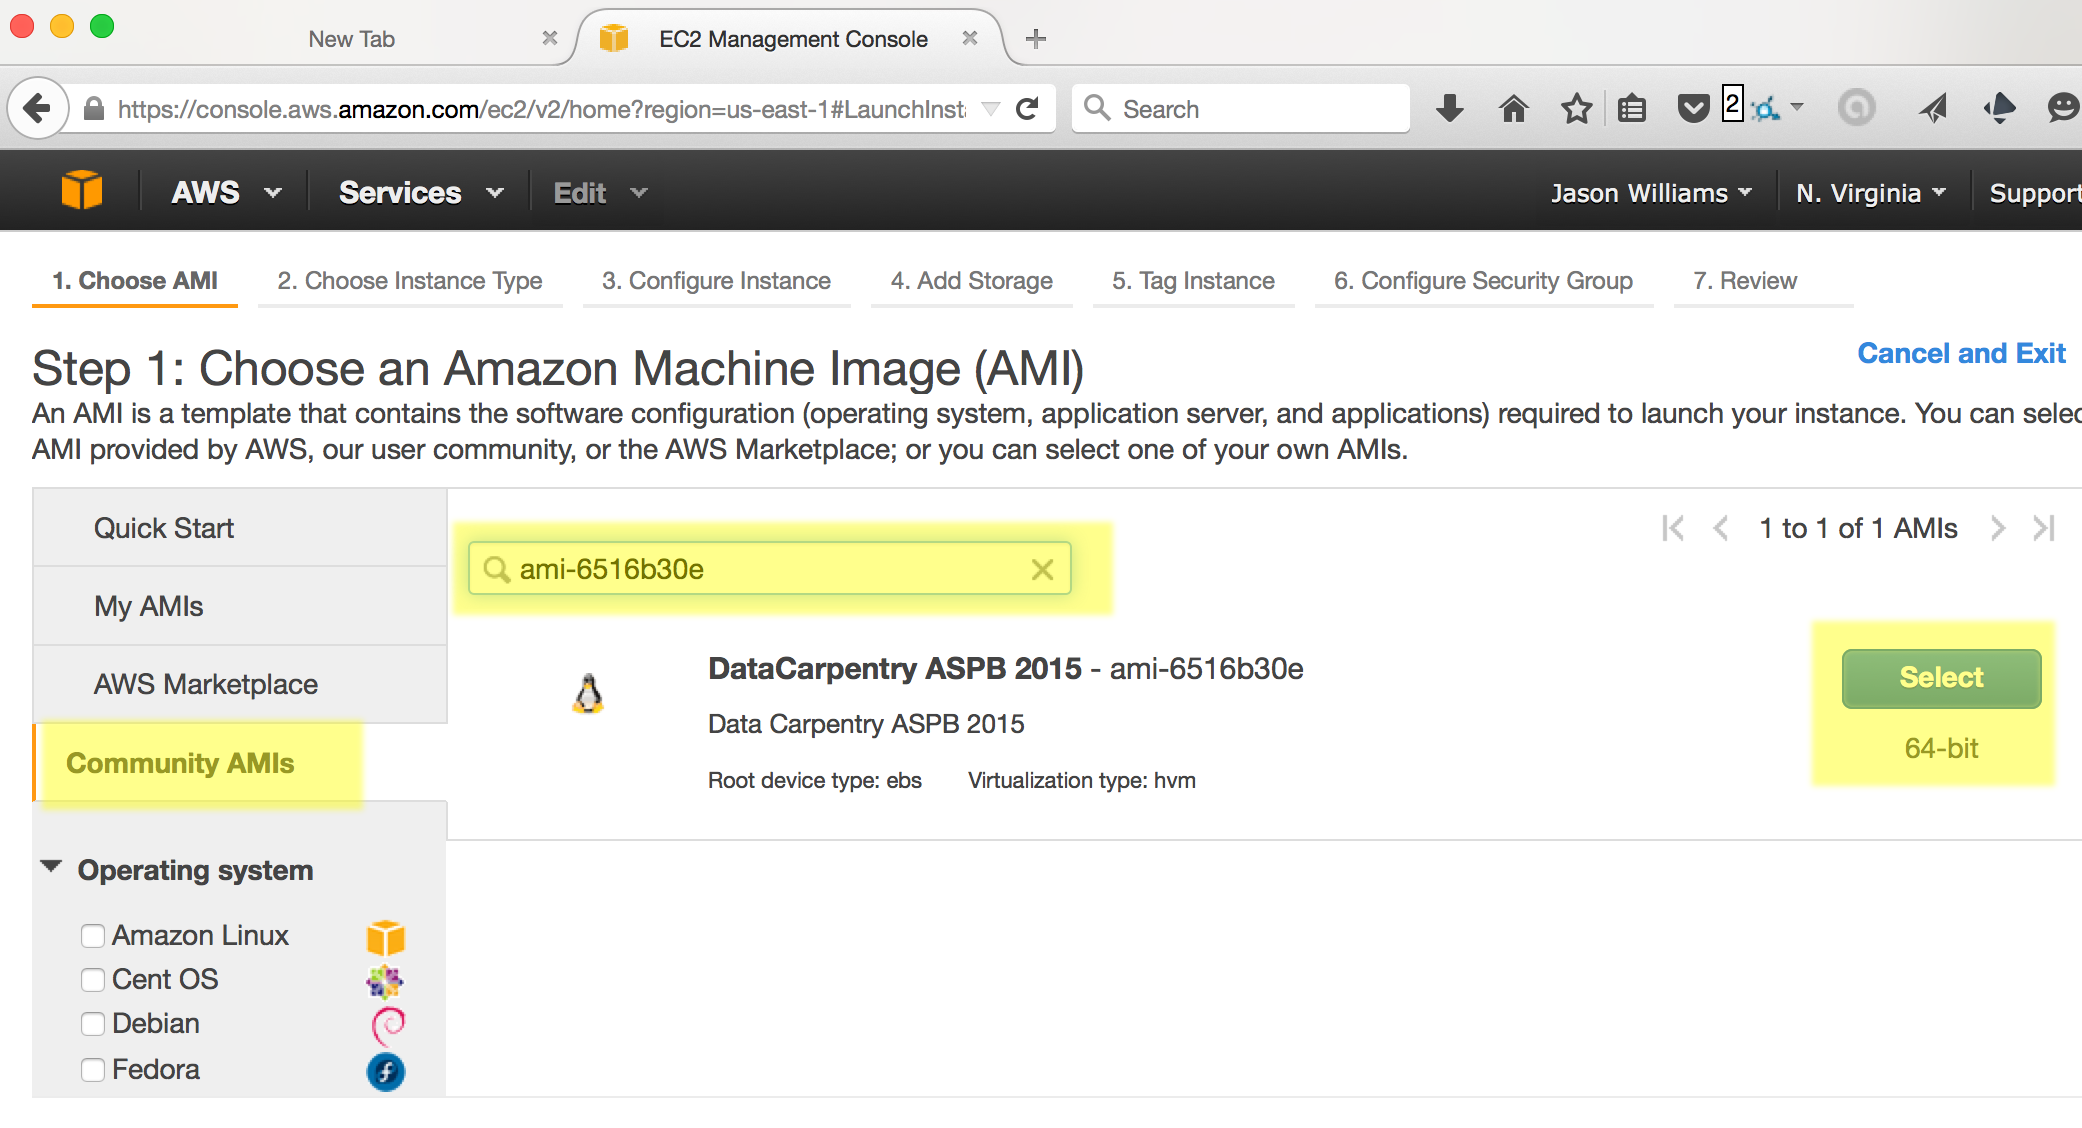 New Tab
EC2 Management Console
https://console.aws.amazon.com/ec2/v2/home?region=us-east-1#LaunchInst
Search
2
AWS
Services
Edit
Jason Williams
N. Virginia
Support
1. Choose AMI
2. Choose Instance Type
3. Configure Instance
4. Add Storage
5. Tag Instance
6. Configure Security Group
7. Review
Step 1: Choose an Amazon Machine Image (AMI)
Cancel and Exit
An AMI is a template that contains the software configuration (operating system, application server, and applications) required to launch your instance. You can selec
AMI provided by AWS, our user community, or the AWS Marketplace; or you can select one of your own AMIs.
Quick Start
My AMIs
AWS Marketplace
Community AMIs
Operating system
Amazon Linux
Cent OS
Debian
Fedora
ami-6516b30e
1 to 1 of 1 AMIs
DataCarpentry ASPB 2015 - ami-6516b30e
Data Carpentry ASPB 2015
Root device type: ebs
Virtualization type: hvm
Select
64-bit